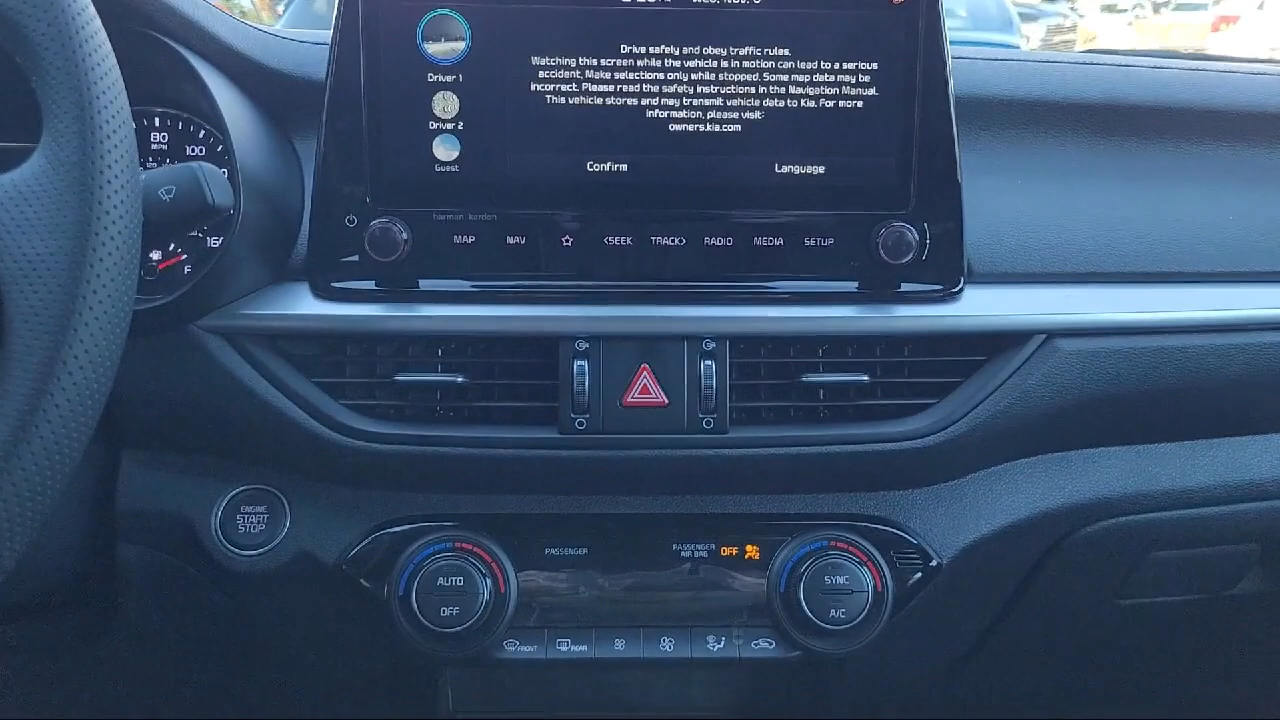 WED, NOV.
Driver 1
Driver 2
Guest
Drive safely and obey traffic rules.
Watching this screen while the vehicle is in motion can lead to a serious
accident, Make selections only while stopped. Some map data may be
incorrect. Please read the safety instructions in the Navigation Manual.
This vehicle stores and may transmit vehicle data to Kia. For more
information, please visit:
owners.kia.com
Confirm
Language
80
MPH
100
120
160
F
harman kardon
MAP
NAV
<SEEK
TRACK>
RADIO
MEDIA
SETUP
ENGINE
START
STOP
PASSENGER
PASSENGER
AIR BAG
OFF
AUTO
OFF
SYNC
A/C
FRONT
REAR